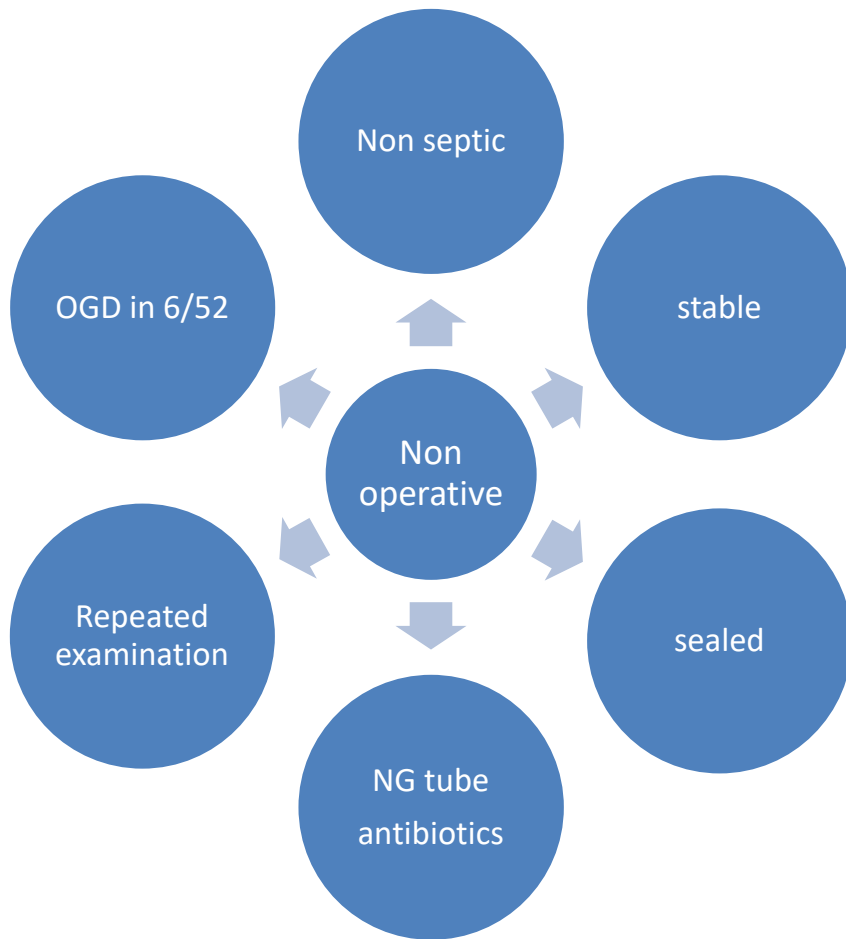 Non septic
OGD in 6/52
stable
Non
operative
Repeated
examination
sealed
NG tube
antibiotics